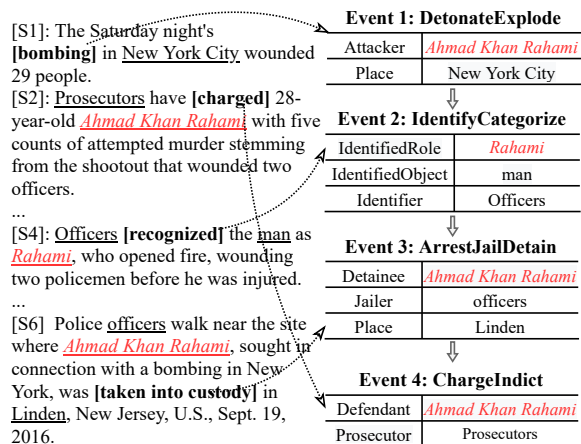 [S1]: The Saturday night's
[bombing] in New York City wounded
29 people.
[S2]: Prosecutors have [charged] 28-
year-old Ahmad Khan Rahami with five
counts of attempted murder stemming
from the shootout that wounded two
officers.
...
[S4]: Officers [recognized] the man as
Rahami, who opened fire, wounding
two policemen before he was injured.
...
[S6] Police officers walk near the site
where Ahmad Khan Rahami, sought in
connection with a bombing in New
York, was [taken into custody] in
Linden, New Jersey, U.S., Sept. 19,
2016.
Event 1: DetonateExplode
Attacker Ahmad Khan Rahami
Place New York City
Event 2: IdentifyCategorize
IdentifiedRole Rahami
IdentifiedObject man
Identifier Officers
Event 3: ArrestJailDetain
Detainee Ahmad Khan Rahami
Jailer officers
Place Linden
Event 4: ChargeIndict
Defendant Ahmad Khan Rahami
Prosecutor Prosecutors